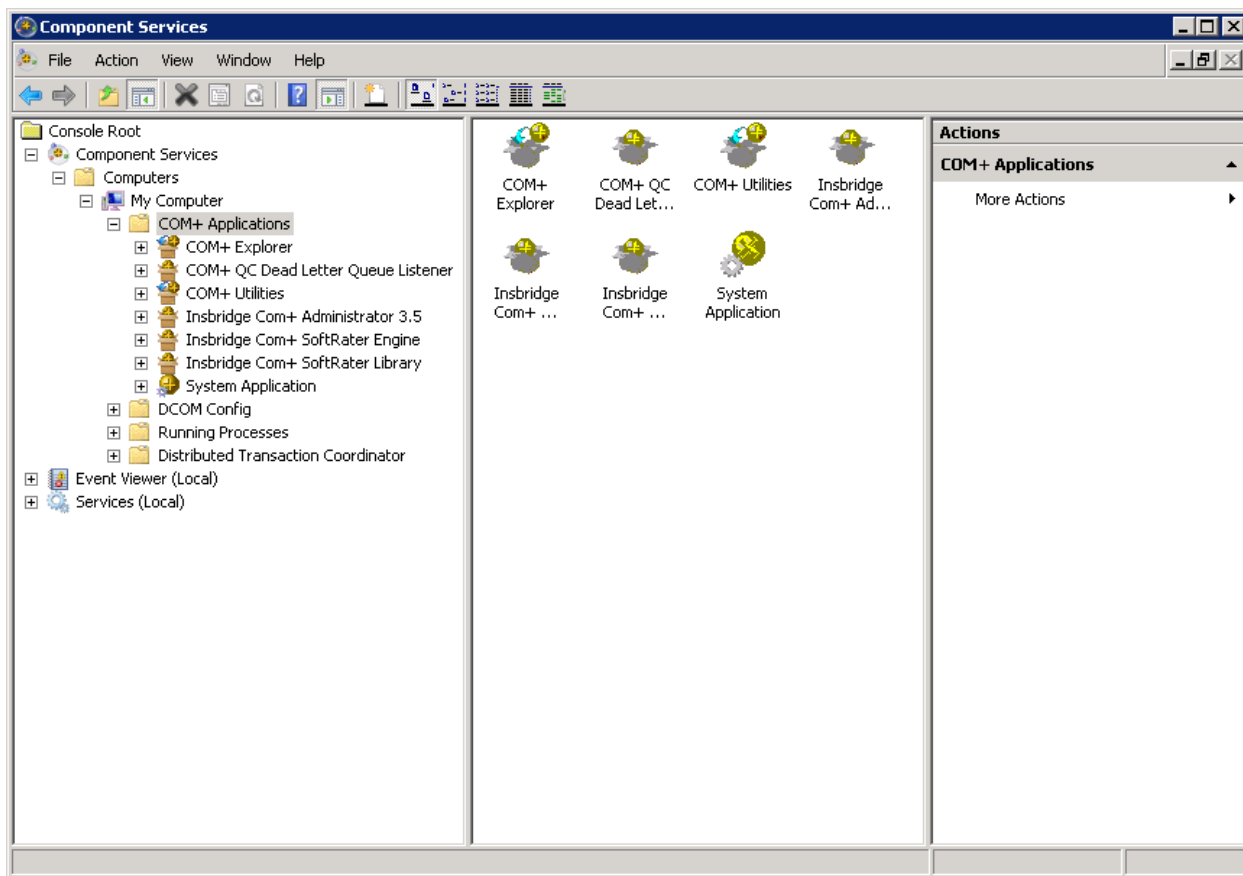 Component Services
File Action View Window Help
Console Root
Component Services
Computers
My Computer
COM+ Applications
COM+ Explorer
COM+ QC Dead Letter Queue Listener
COM+ Utilities
Insbridge Com+ Administrator 3.5
Insbridge Com+ SoftRater Engine
Insbridge Com+ SoftRater Library
System Application
DCOM Config
Running Processes
Distributed Transaction Coordinator
Event Viewer (Local)
Services (Local)
COM+
Explorer
COM+ QC
Dead Let...
COM+ Utilities
Insbridge
Com+ Ad...
Insbridge
Com+ ...
Insbridge
Com+ ...
System
Application
Actions
COM+ Applications
More Actions